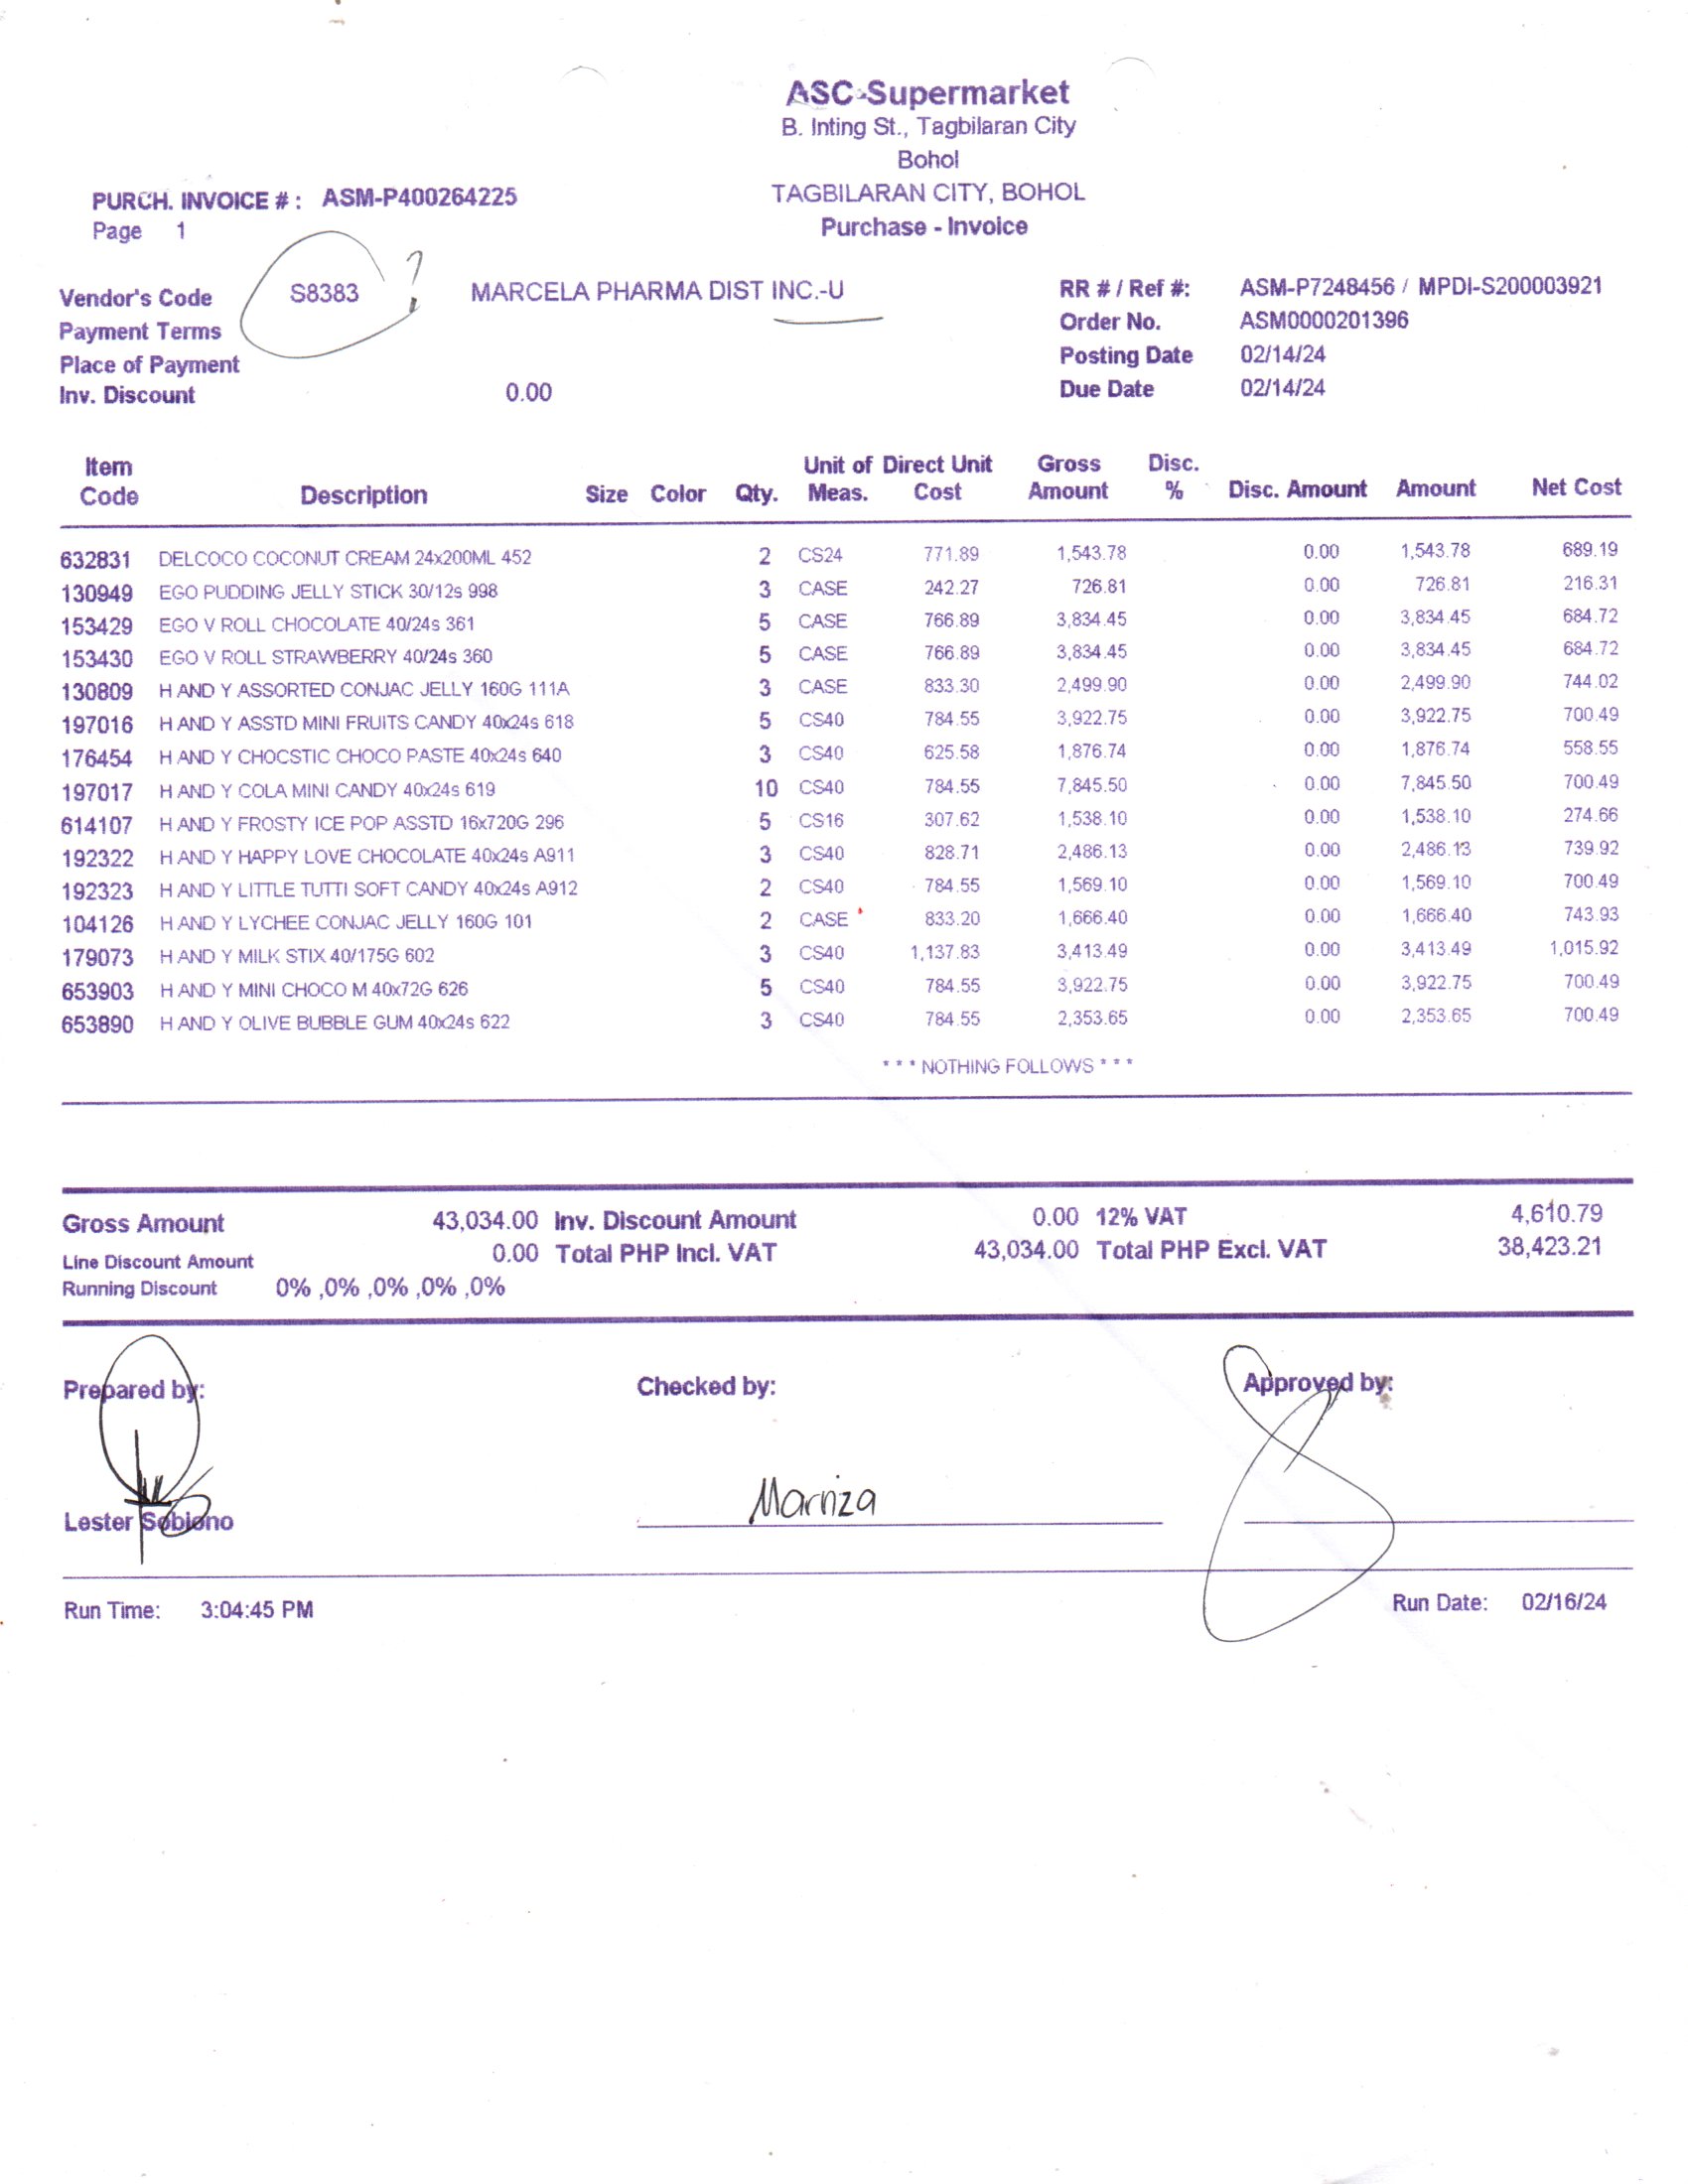 ASC-Supermarket
B. Inting St., Tagbilaran City
Bohol
TAGBILARAN CITY, BOHOL
Purchase - Invoice
PURCH. INVOICE # : ASM-P400264225
Page 1
Vendor's Code S8383 ? MARCELA PHARMA DIST INC.-U RR # / Ref #: ASM-P7248456 / MPDI-S200003921
Payment Terms Order No. ASM0000201396
Place of Payment Posting Date 02/14/24
Inv. Discount 0.00 Due Date 02/14/24
Item Code Description Size Color Qty. Unit of Meas. Direct Unit Cost Gross Amount Disc. % Disc. Amount Amount Net Cost
632831 DELCOCO COCONUT CREAM 24x200ML 452 2 CS24 771.89 1,543.78 0.00 1,543.78 689.19
130949 EGO PUDDING JELLY STICK 30/12s 998 3 CASE 242.27 726.81 0.00 726.81 216.31
153429 EGO V ROLL CHOCOLATE 40/24s 361 5 CASE 766.89 3,834.45 0.00 3,834.45 684.72
153430 EGO V ROLL STRAWBERRY 40/24s 360 5 CASE 766.89 3,834.45 0.00 3,834.45 684.72
130809 H AND Y ASSORTED CONJAC JELLY 160G 111A 3 CASE 833.30 2,499.90 0.00 2,499.90 744.02
197016 H AND Y ASSTD MINI FRUITS CANDY 40x24s 618 5 CS40 784.55 3,922.75 0.00 3,922.75 700.49
176454 H AND Y CHOCSTIC CHOCO PASTE 40x24s 640 3 CS40 625.58 1,876.74 0.00 1,876.74 558.55
197017 H AND Y COLA MINI CANDY 40x24s 619 10 CS40 784.55 7,845.50 0.00 7,845.50 700.49
614107 H AND Y FROSTY ICE POP ASSTD 16x720G 296 5 CS16 307.62 1,538.10 0.00 1,538.10 274.66
192322 H AND Y HAPPY LOVE CHOCOLATE 40x24s A911 3 CS40 828.71 2,486.13 0.00 2,486.13 739.92
192323 H AND Y LITTLE TUTTI SOFT CANDY 40x24s A912 2 CS40 784.55 1,569.10 0.00 1,569.10 700.49
104126 H AND Y LYCHEE CONJAC JELLY 160G 101 2 CASE 833.20 1,666.40 0.00 1,666.40 743.93
179073 H AND Y MILK STIX 40/175G 602 3 CS40 1,137.83 3,413.49 0.00 3,413.49 1,015.92
653903 H AND Y MINI CHOCO M 40x72G 626 5 CS40 784.55 3,922.75 0.00 3,922.75 700.49
653890 H AND Y OLIVE BUBBLE GUM 40x24s 622 3 CS40 784.55 2,353.65 0.00 2,353.65 700.49
* * * NOTHING FOLLOWS * * *
Gross Amount 43,034.00 Inv. Discount Amount 0.00 12% VAT 4,610.79
Line Discount Amount 0.00 Total PHP Incl. VAT 43,034.00 Total PHP Excl. VAT 38,423.21
Running Discount 0% ,0% ,0% ,0% ,0%
Prepared by: Checked by: Approved by:
Lester Sobiono Marriza
Run Time: 3:04:45 PM Run Date: 02/16/24